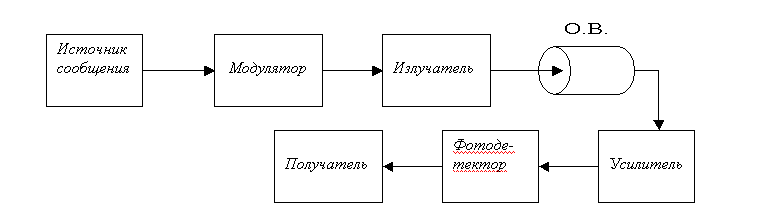 О.В.
Источник
сообщения
Модулятор
Излучатель
Получатель
Фотоде-
тектор
Усилитель